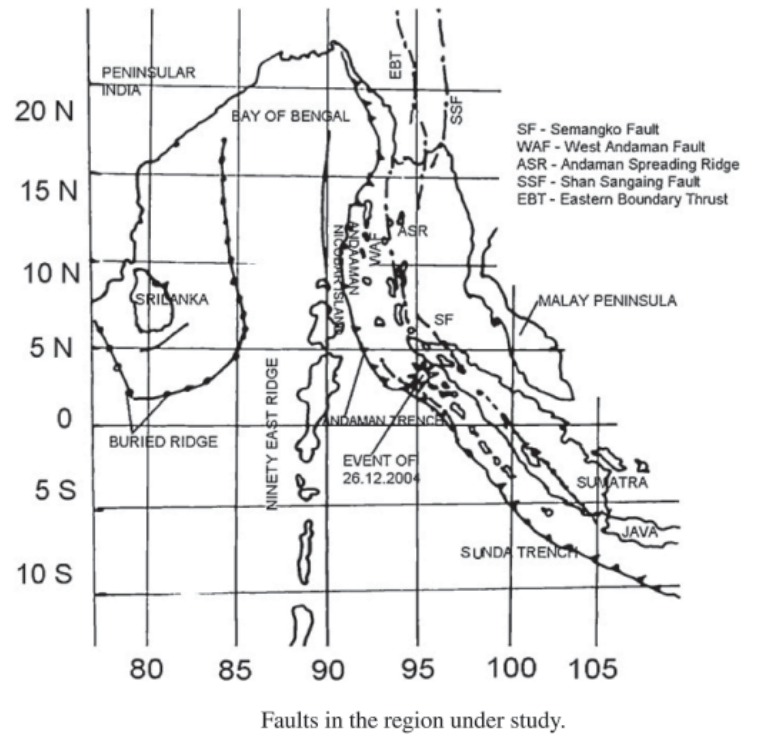 PENINSULAR
INDIA
BAY OF BENGAL
EBT
SSF
20 N
15 N
10 N
5 N
0
5 S
10 S
SF - Semangko Fault
WAF - West Andaman Fault
ASR - Andaman Spreading Ridge
SSF - Shan Sangaing Fault
EBT - Eastern Boundary Thrust
ANDAAMAN
NICOBAR ISLAND
WAF
ASR
SRILANKA
SF
MALAY PENINSULA
NINETY EAST RIDGE
ANDAMAN TRENCH
BURIED RIDGE
EVENT OF
26.12.2004
SUMATRA
JAVA
SUNDA TRENCH
80 85 90 95 100 105
Faults in the region under study.